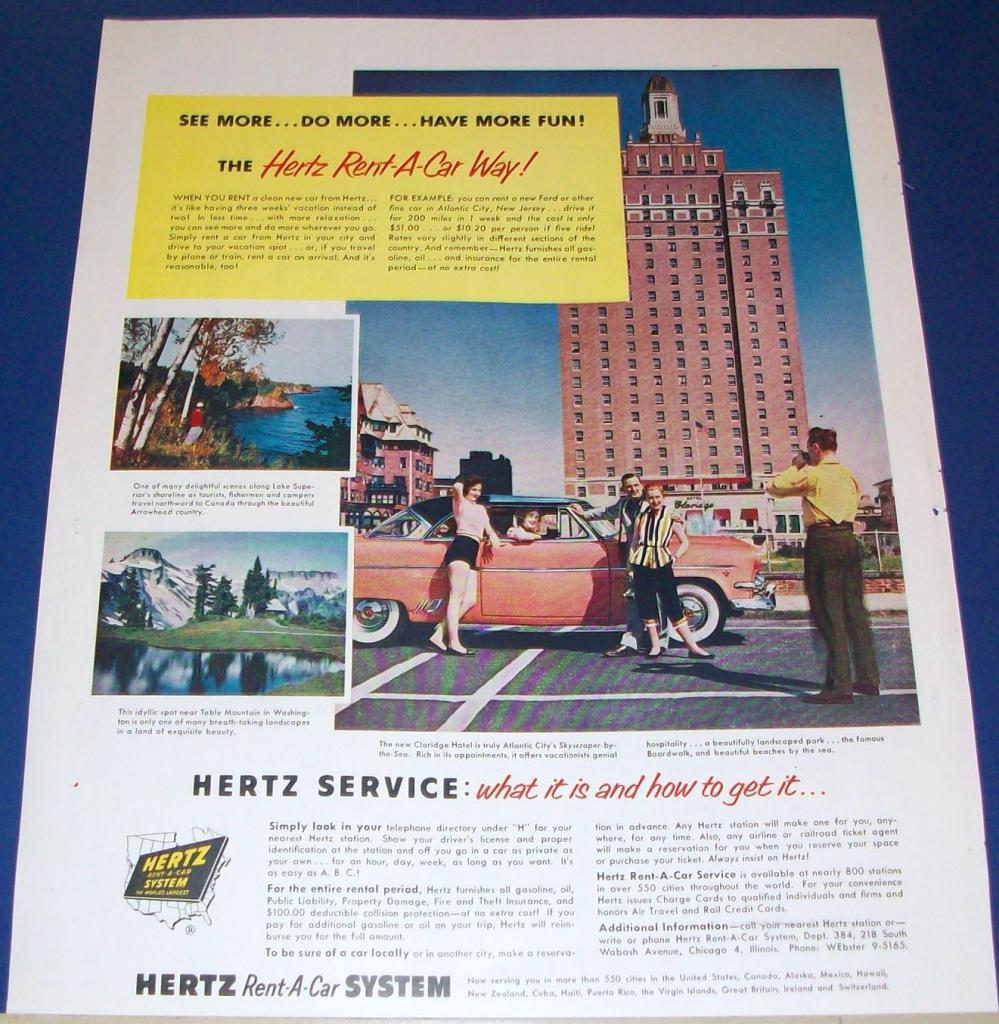 SEE MORE...DO MORE...HAVE MORE FUN!
THE Hertz Rent-A-Car Way!
WHEN YOU RENT a clean new car from Hertz...
it's like having three weeks' vacation instead of
two! In less time... with more relaxation...
you can see more and do more wherever you go.
Simply rent a car from Hertz in your city and
drive to your vacation spot... or, if you travel
by plane or train, rent a car on arrival. And it's
reasonable, too!
FOR EXAMPLE: you can rent a new Ford or other
fine car in Atlantic City, New Jersey... drive it
for 200 miles in 1 week and the cost is only
$51.00... or $10.20 per person if five ride!
Rates vary slightly in different sections of the
country. And remember—Hertz furnishes all gas-
oline, oil... and insurance for the entire rental
period—at no extra cost!
One of many delightful scenes along Lake Supe-
rior's shoreline as tourists, fishermen and campers
travel northward to Canada through the beautiful
Arrowhead country.
Claridge
This idyllic spot near Table Mountain in Washing-
ton is only one of many breath-taking landscapes
in a land of exquisite beauty.
The new Claridge Hotel is truly Atlantic City's Skyscraper-by-
the-Sea. Rich in its appointments, it offers vacationists genial
hospitality... a beautifully landscaped park... the famous
Boardwalk, and beautiful beaches by the sea.
HERTZ SERVICE: what it is and how to get it...
HERTZ
RENT-A-CAR
SYSTEM
THE WORLD'S LARGEST
®
Simply look in your telephone directory under "H" for your
nearest Hertz station. Show your driver's license and proper
identification at the station and off you go in a car as private as
your own... for an hour, day, week, as long as you want. It's
as easy as A. B. C.!
For the entire rental period, Hertz furnishes all gasoline, oil,
Public Liability, Property Damage, Fire and Theft Insurance, and
$100.00 deductible collision protection—at no extra cost! If you
pay for additional gasoline or oil on your trip, Hertz will reim-
burse you for the full amount.
To be sure of a car locally or in another city, make a reserva-
tion in advance. Any Hertz station will make one for you, any-
where, for any time. Also, any airline or railroad ticket agent
will make a reservation for you when you reserve your space
or purchase your ticket. Always insist on Hertz!
Hertz Rent-A-Car Service is available at nearly 800 stations
in over 550 cities throughout the world. For your convenience
Hertz issues Charge Cards to qualified individuals and firms and
honors Air Travel and Rail Credit Cards.
Additional Information—call your nearest Hertz station or—
write or phone Hertz Rent-A-Car System, Dept. 384, 218 South
Wabash Avenue, Chicago 4, Illinois. Phone: WEbster 9-5165.
HERTZ Rent-A-Car SYSTEM
Now serving you in more than 550 cities in the United States, Canada, Alaska, Mexico, Hawaii,
New Zealand, Cuba, Haiti, Puerto Rico, the Virgin Islands, Great Britain, Ireland and Switzerland.